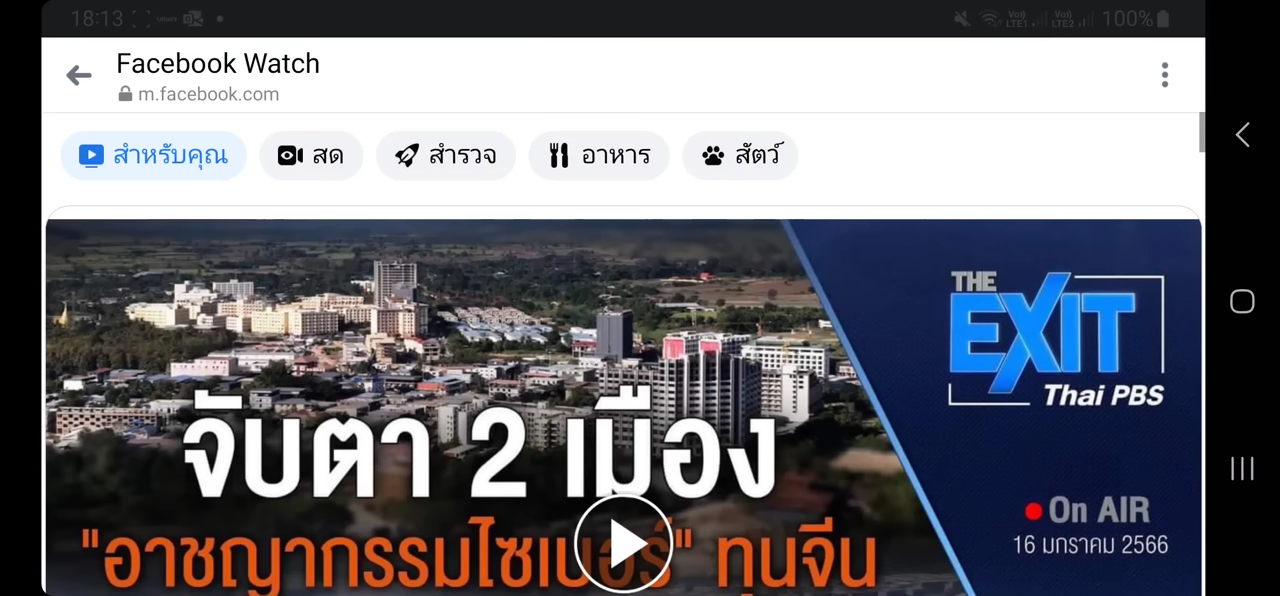 18:13
100%
Facebook Watch
m.facebook.com
สำหรับคุณ
สด
สำรวจ
อาหาร
สัตว์
THE
EXIT
Thai PBS
จับตา 2 เมือง
"อาชญากรรมไซเบอร์" ทุนจีน
On AIR
16 มกราคม 2566